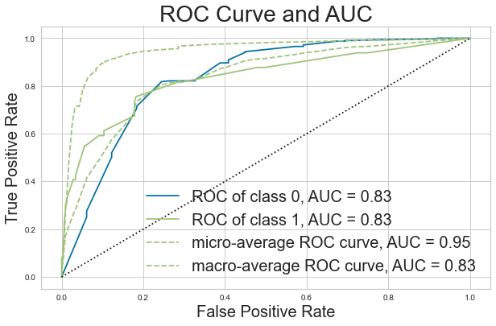 ROC Curve and AUC
True Positive Rate
1.0
0.8
0.6
0.4
0.2
0.0
ROC of class 0, AUC = 0.83
ROC of class 1, AUC = 0.83
micro-average ROC curve, AUC = 0.95
macro-average ROC curve, AUC = 0.83
0.0 0.2 0.4 0.6 0.8 1.0
False Positive Rate